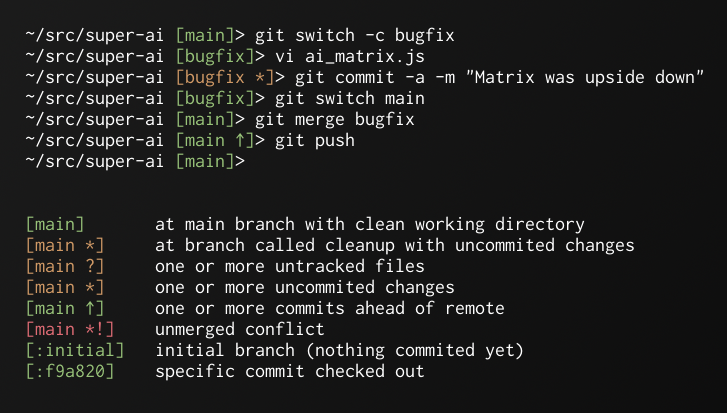 ~/src/super-ai [main]> git switch -c bugfix
~/src/super-ai [bugfix]> vi ai_matrix.js
~/src/super-ai [bugfix *]> git commit -a -m "Matrix was upside down"
~/src/super-ai [bugfix]> git switch main
~/src/super-ai [main]> git merge bugfix
~/src/super-ai [main ↑]> git push
~/src/super-ai [main]>
[main] at main branch with clean working directory
[main *] at branch called cleanup with uncommited changes
[main ?] one or more untracked files
[main *] one or more uncommited changes
[main ↑] one or more commits ahead of remote
[main *!] unmerged conflict
[:initial] initial branch (nothing commited yet)
[:f9a820] specific commit checked out